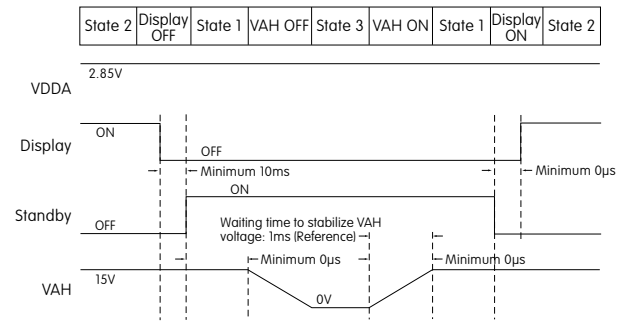 State 2 Display OFF State 1 VAH OFF State 3 VAH ON State 1 Display ON State 2
2.85V
VDDA
ON
Display
OFF
Minimum 10ms
Minimum 0µs
ON
Standby
OFF
Waiting time to stabilize VAH
voltage: 1ms (Reference)
Minimum 0µs
Minimum 0µs
15V
VAH
0V